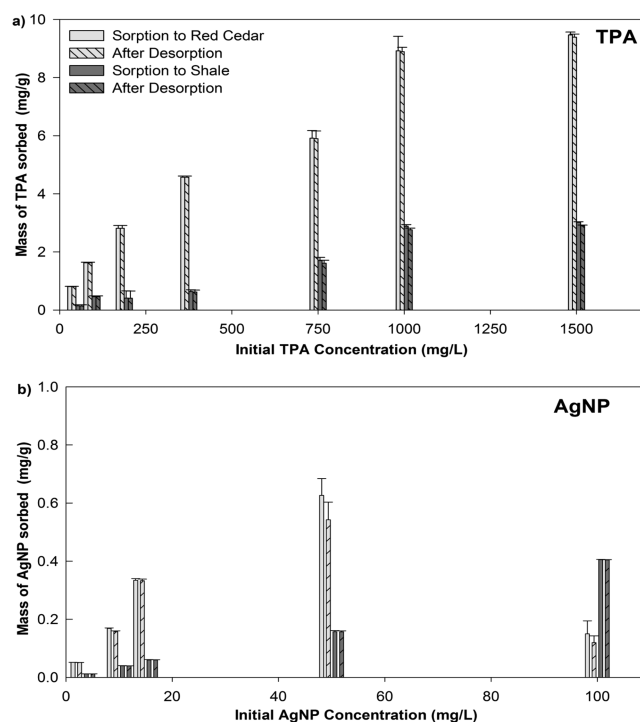 a)
TPA
Sorption to Red Cedar
After Desorption
Sorption to Shale
After Desorption
Mass of TPA sorbed (mg/g)
10
8
6
4
2
0
0 250 500 750 1000 1250 1500
Initial TPA Concentration (mg/L)
b)
AgNP
Mass of AgNP sorbed (mg/g)
1.0
0.8
0.6
0.4
0.2
0.0
0 20 40 60 80 100
Initial AgNP Concentration (mg/L)